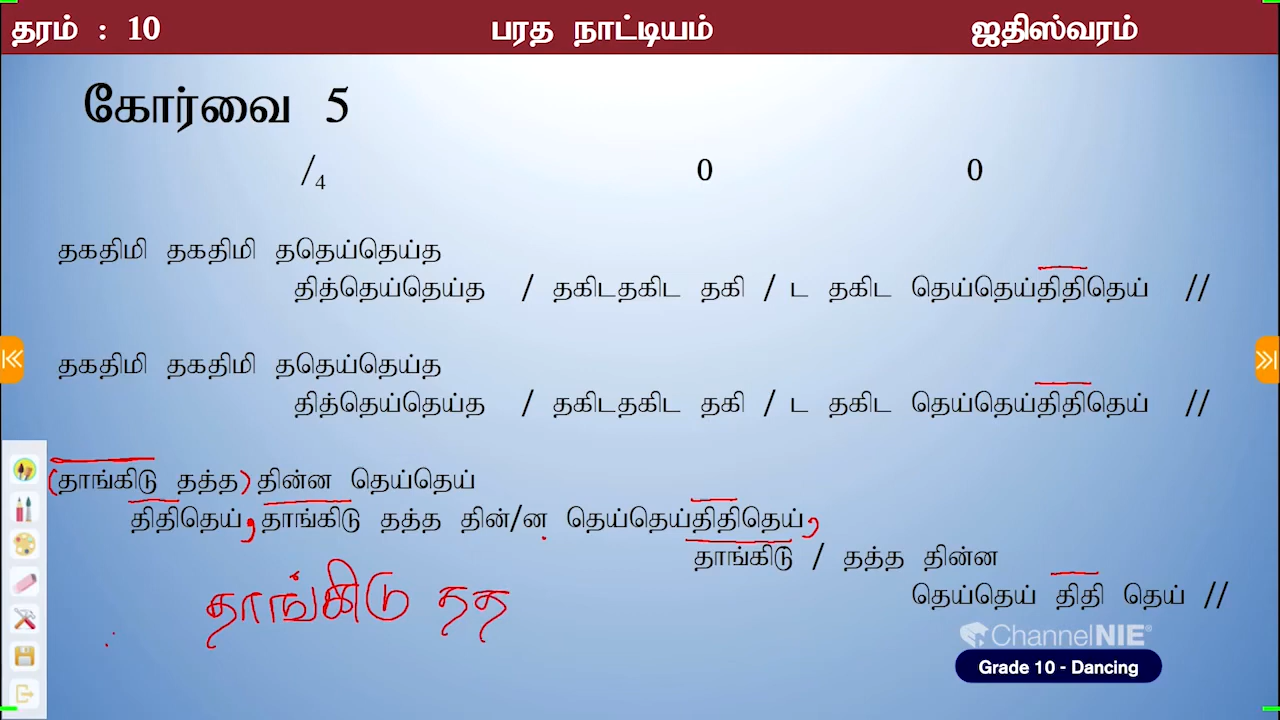 தரம் : 10 பரத நாட்டியம் ஜதிஸ்வரம்
கோர்வை 5
/4 0 0
தகதிமி தகதிமி ததெய்தெய்த
தித்தெய்தெய்த / தகிடதகிட தகி / ட தகிட தெய்தெய்திதிதெய் //
தகதிமி தகதிமி ததெய்தெய்த
தித்தெய்தெய்த / தகிடதகிட தகி / ட தகிட தெய்தெய்திதிதெய் //
(தாங்கிடு தத்த) தின்ன தெய்தெய்
திதிதெய், தாங்கிடு தத்த தின்/ன தெய்தெய்திதிதெய்,
தாங்கிடு / தத்த தின்ன
தெய்தெய் திதி தெய் //
தாங்கிடு தத
ChannelNIE
Grade 10 - Dancing